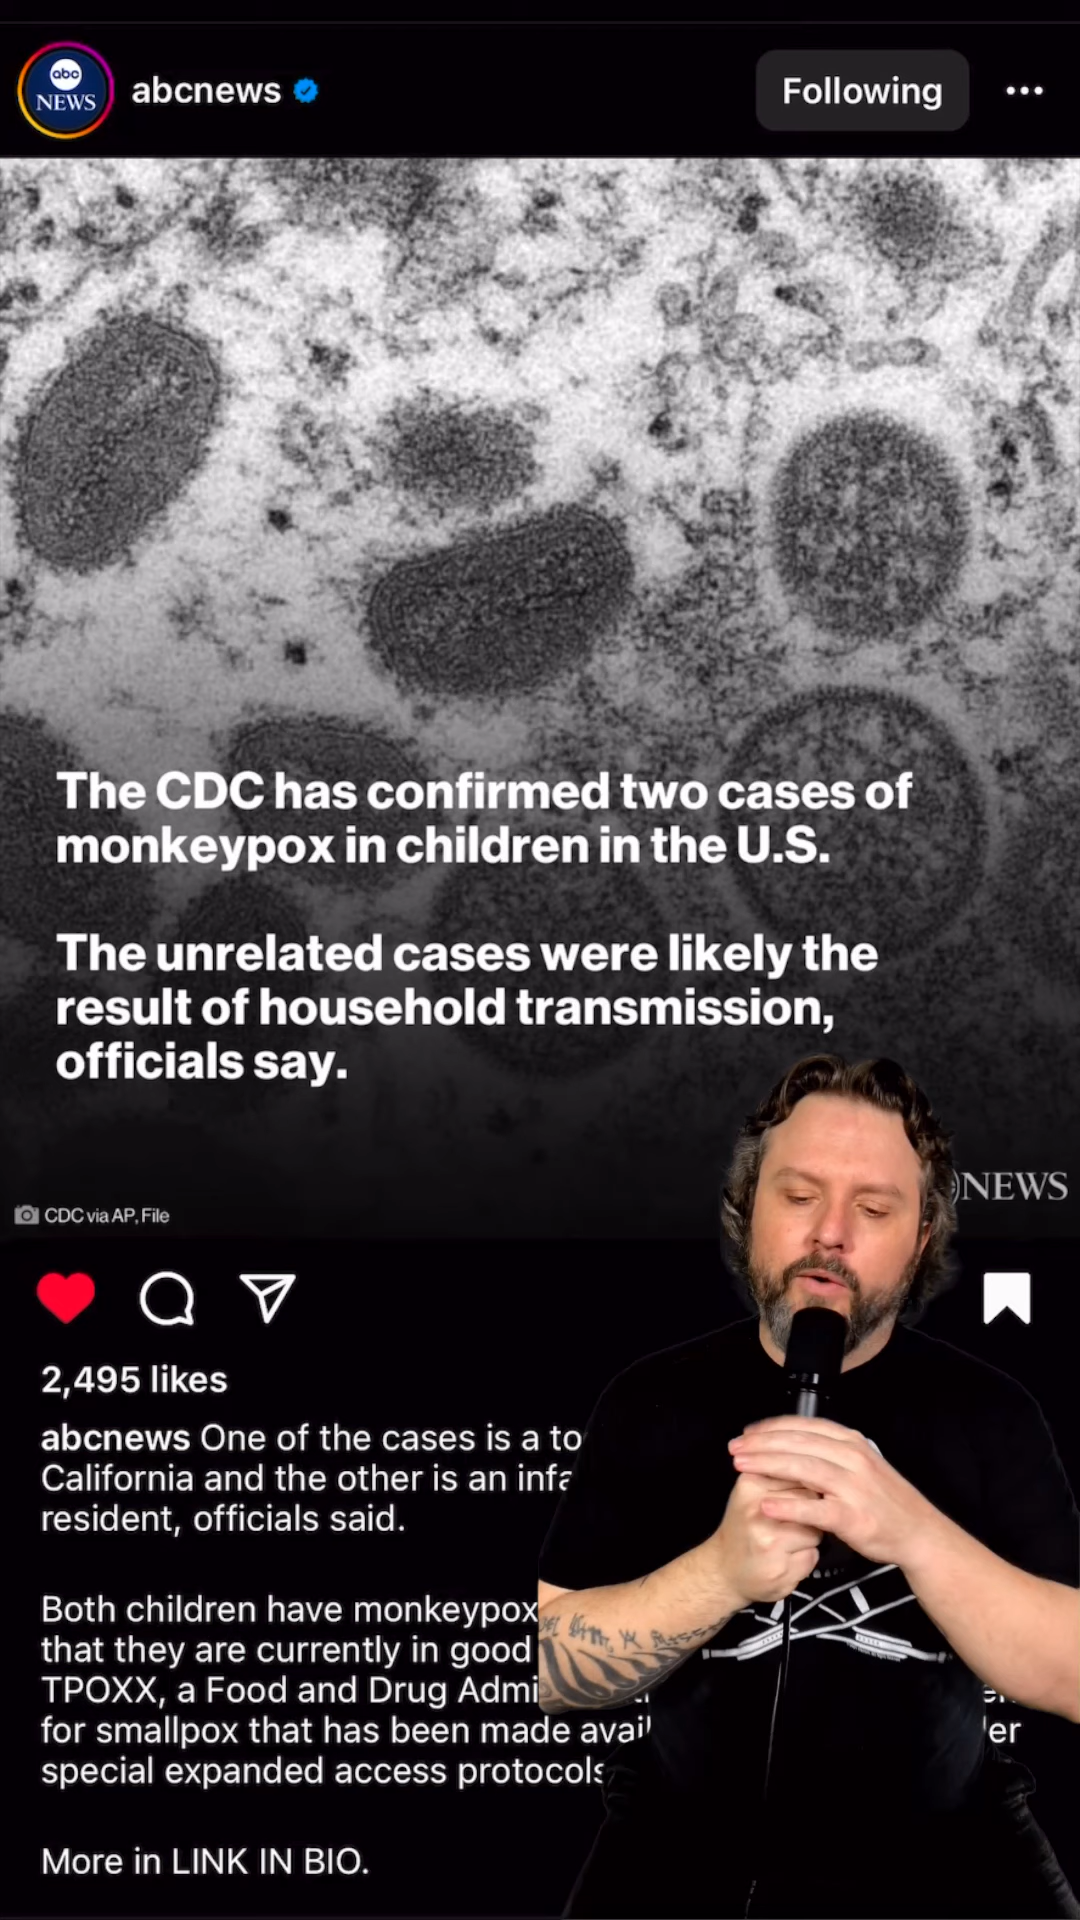 abc
NEWS
abcnews
Following
The CDC has confirmed two cases of
monkeypox in children in the U.S.
The unrelated cases were likely the
result of household transmission,
officials say.
NEWS
CDC via AP, File
2,495 likes
abcnews One of the cases is a to
California and the other is an infa
resident, officials said.
Both children have monkeypox
that they are currently in good
TPOXX, a Food and Drug Admi
for smallpox that has been made avail er
special expanded access protocols
More in LINK IN BIO.